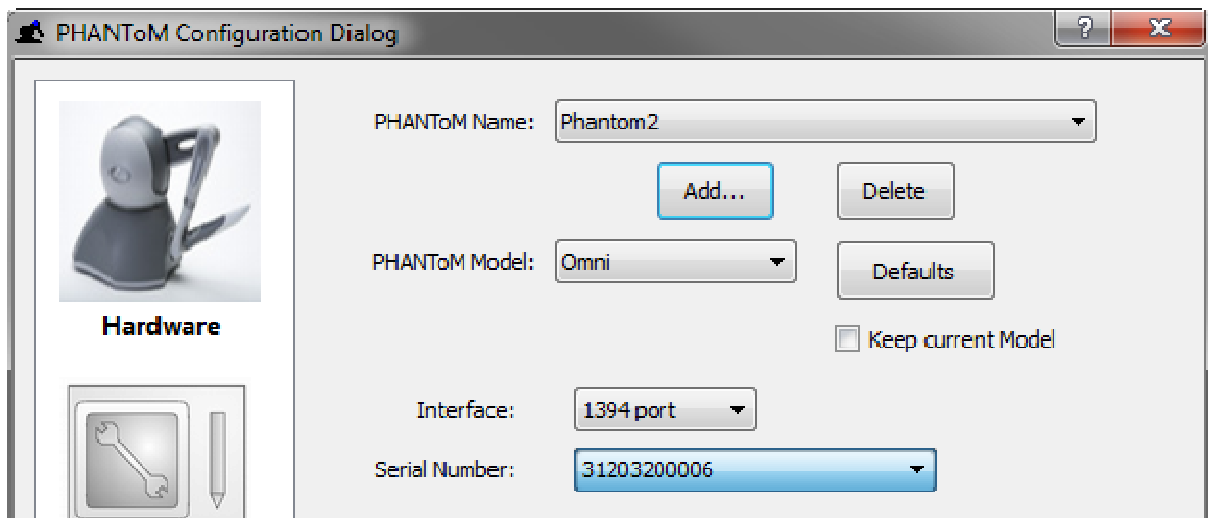 PHANToM Configuration Dialog
?
X
Hardware
PHANToM Name:
Phantom2
Add...
Delete
PHANToM Model:
Omni
Defaults
Keep current Model
Interface:
1394 port
Serial Number:
31203200006